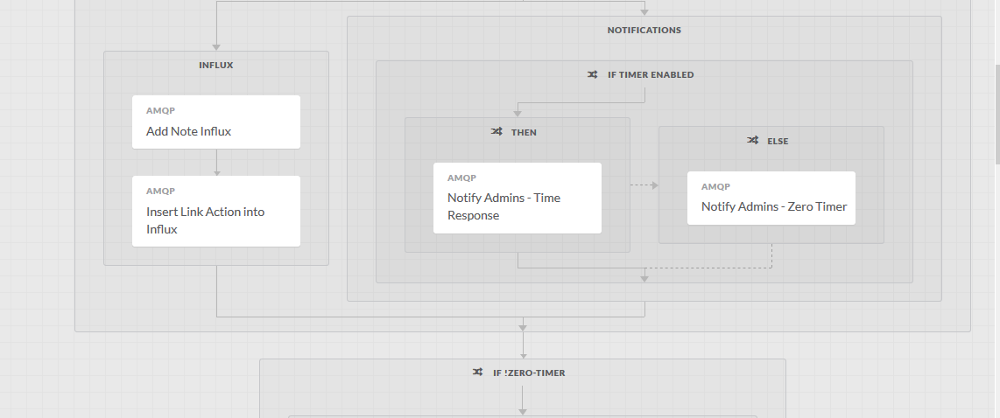 NOTIFICATIONS
INFLUX
IF TIMER ENABLED
AMQP
Add Note Influx
THEN
ELSE
AMQP
Notify Admins - Time
Response
AMQP
Notify Admins - Zero Timer
AMQP
Insert Link Action into
Influx
IF !ZERO-TIMER